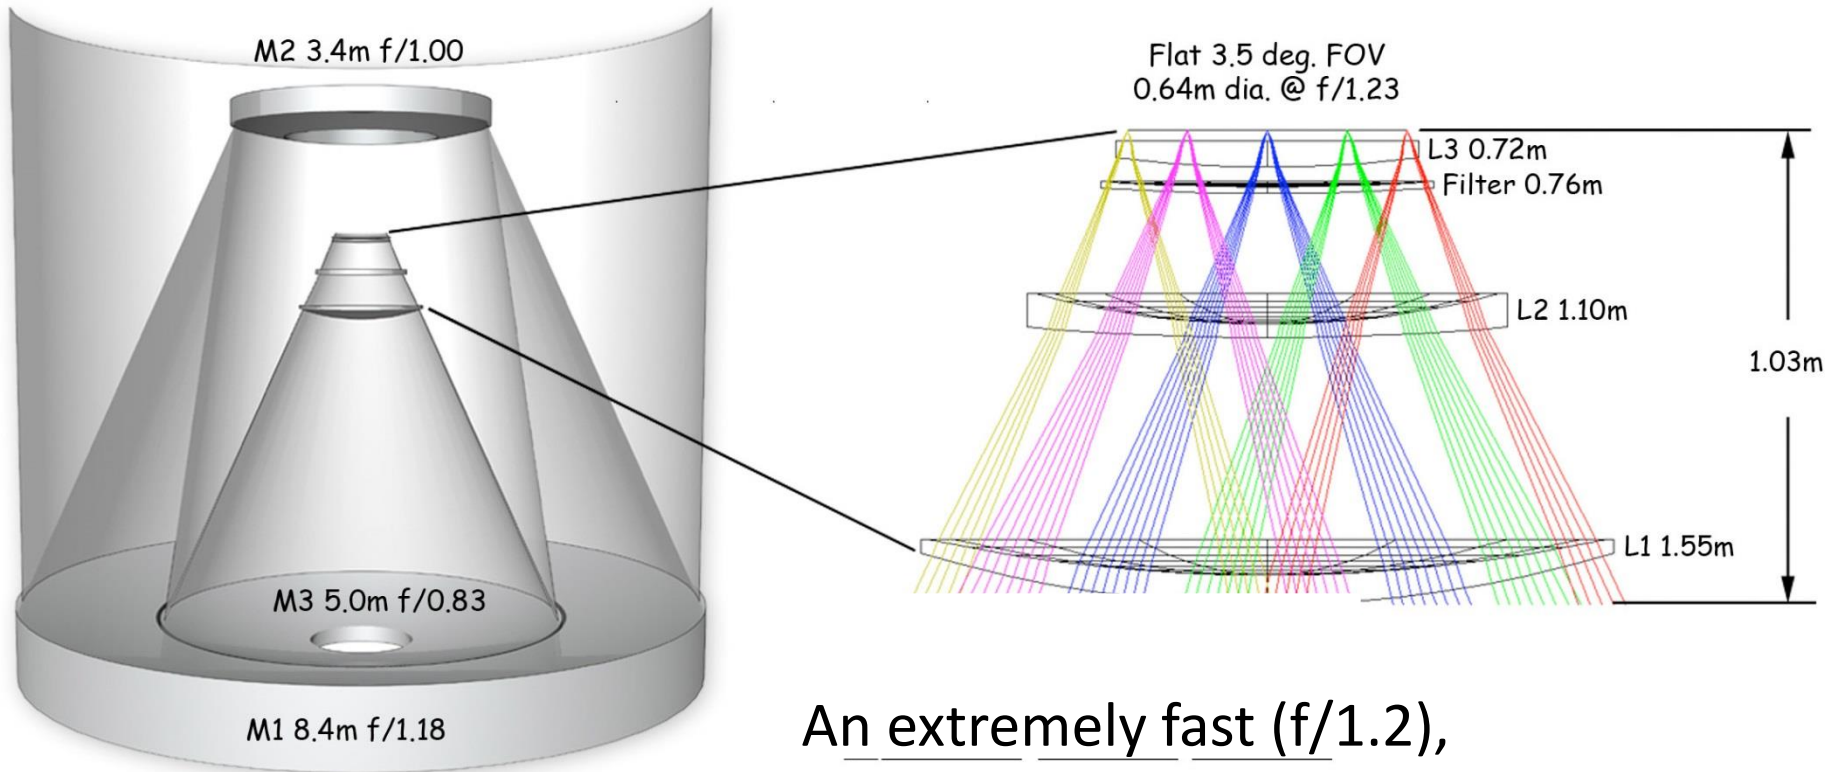 M2 3.4m f/1.00
M3 5.0m f/0.83
M1 8.4m f/1.18
Flat 3.5 deg. FOV
0.64m dia. @ f/1.23
L3 0.72m
Filter 0.76m
L2 1.10m
1.03m
L1 1.55m
An extremely fast (f/1.2),